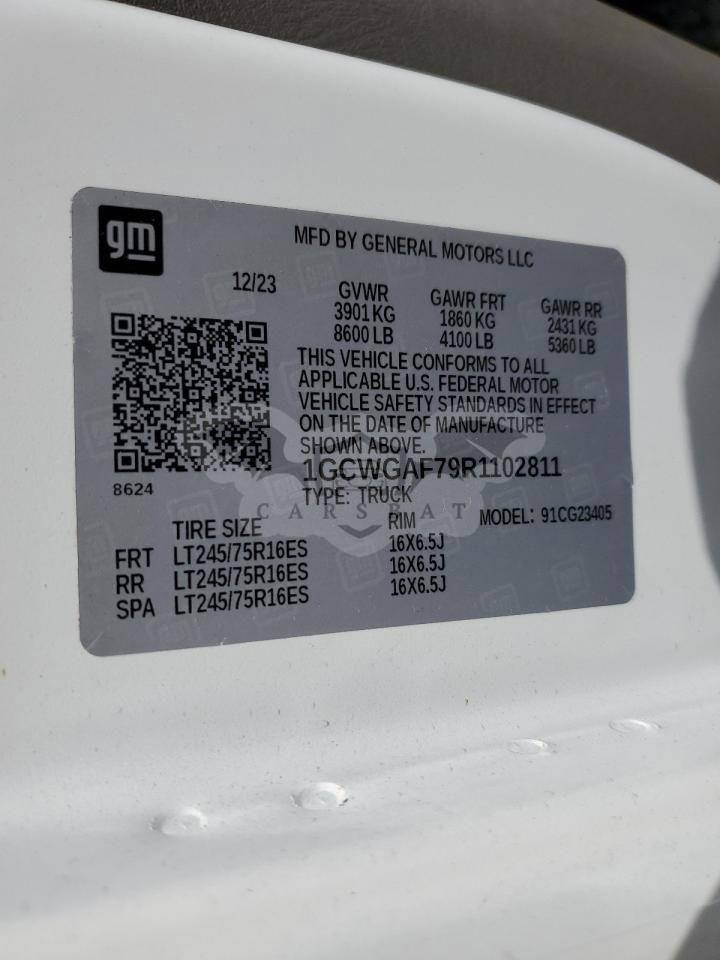 gm
MFD BY GENERAL MOTORS LLC
12/23 GVWR GAWR FRT GAWR RR
3901 KG 1860 KG 2431 KG
8600 LB 4100 LB 5360 LB
THIS VEHICLE CONFORMS TO ALL
APPLICABLE U.S. FEDERAL MOTOR
VEHICLE SAFETY STANDARDS IN EFFECT
ON THE DATE OF MANUFACTURE
SHOWN ABOVE.
1GCWGAF79R1102811
8624
TYPE: TRUCK
CARSBAT
MODEL: 91CG23405
TIRE SIZE RIM
FRT LT245/75R16ES 16X6.5J
RR LT245/75R16ES 16X6.5J
SPA LT245/75R16ES 16X6.5J